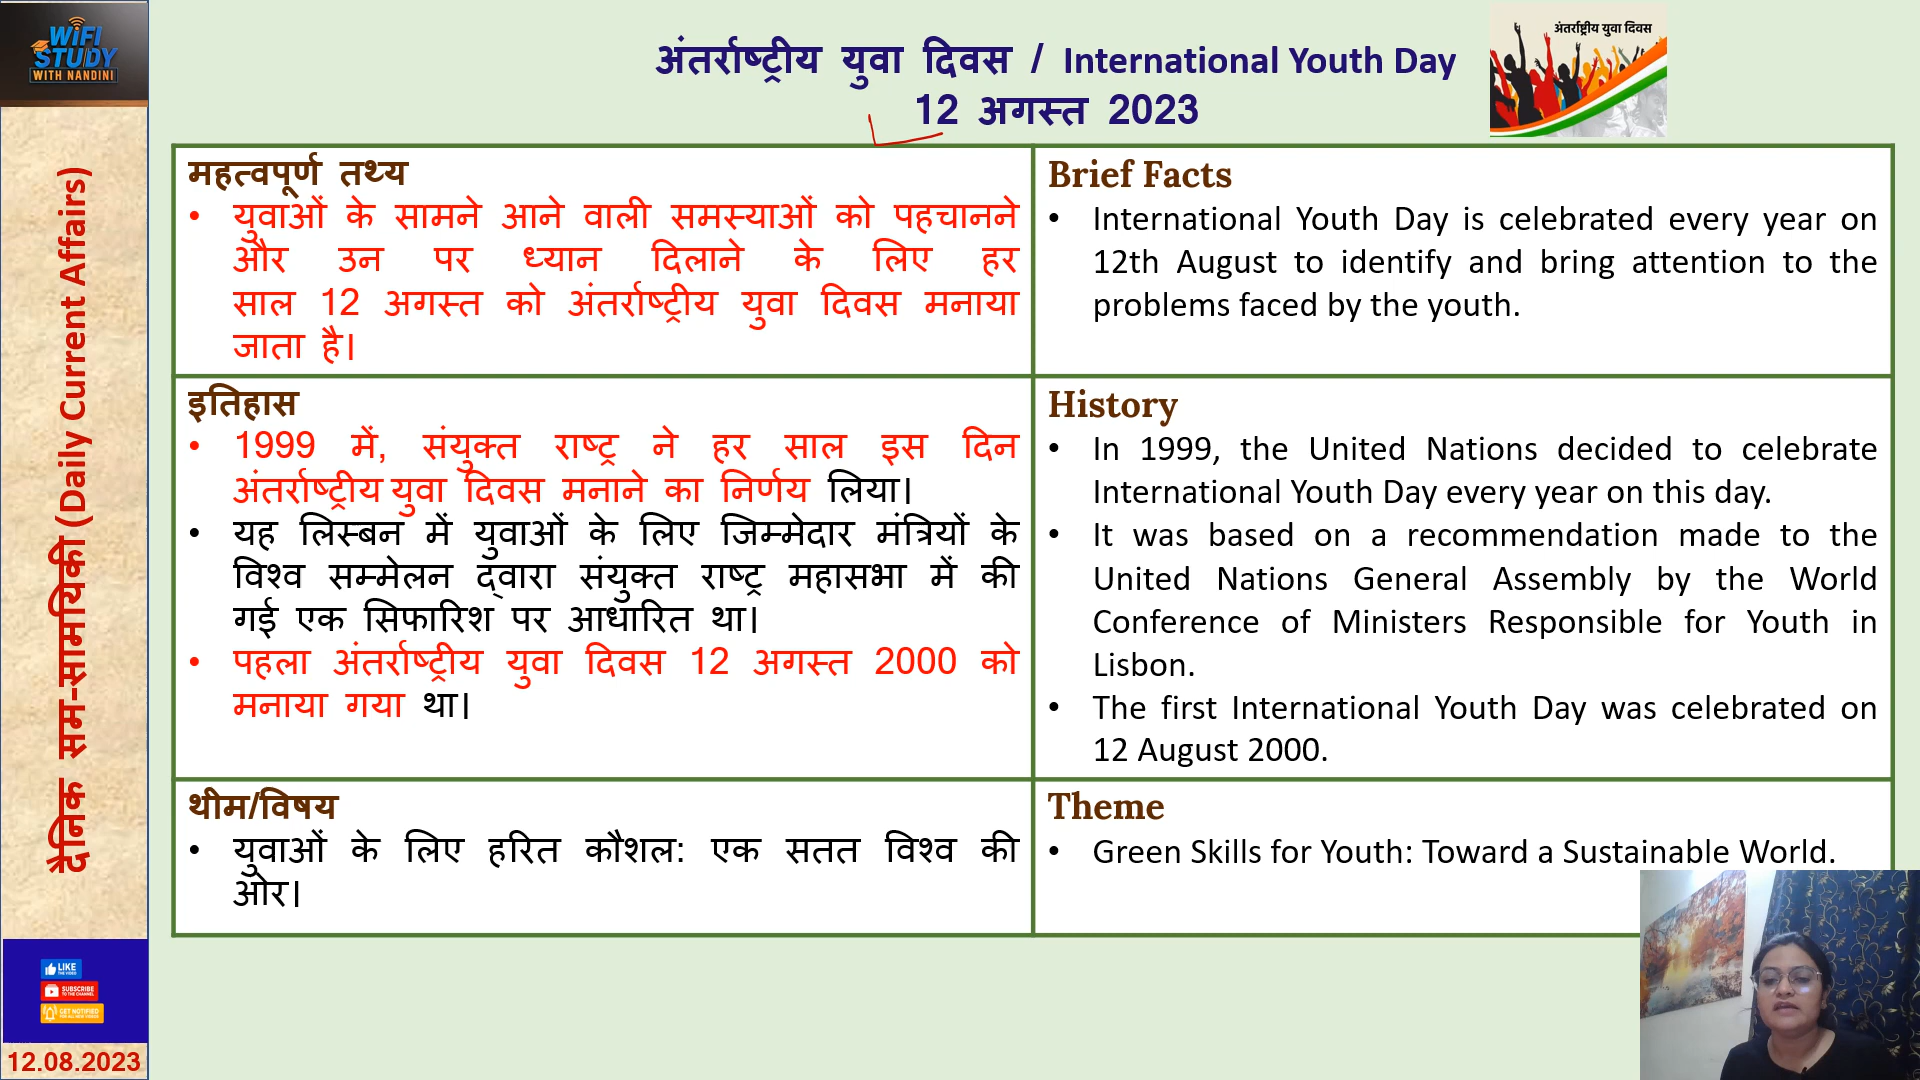 WiFi
STUDY
WITH NANDINI
दैनिक सम-सामयिकी (Daily Current Affairs)
LIKE
THE VIDEO
SUBSCRIBE
TO THE CHANNEL
GET NOTIFIED
12.08.2023
अंतर्राष्ट्रीय युवा दिवस / International Youth Day
12 अगस्त 2023
अंतर्राष्ट्रीय युवा दिवस
महत्वपूर्ण तथ्य
• युवाओं के सामने आने वाली समस्याओं को पहचानने
और उन पर ध्यान दिलाने के लिए हर
साल 12 अगस्त को अंतर्राष्ट्रीय युवा दिवस मनाया
जाता है।
Brief Facts
• International Youth Day is celebrated every year on
12th August to identify and bring attention to the
problems faced by the youth.
इतिहास
• 1999 में, संयुक्त राष्ट्र ने हर साल इस दिन
अंतर्राष्ट्रीय युवा दिवस मनाने का निर्णय लिया।
• यह लिस्बन में युवाओं के लिए जिम्मेदार मंत्रियों के
विश्व सम्मेलन द्वारा संयुक्त राष्ट्र महासभा में की
गई एक सिफारिश पर आधारित था।
• पहला अंतर्राष्ट्रीय युवा दिवस 12 अगस्त 2000 को
मनाया गया था।
History
• In 1999, the United Nations decided to celebrate
International Youth Day every year on this day.
• It was based on a recommendation made to the
United Nations General Assembly by the World
Conference of Ministers Responsible for Youth in
Lisbon.
• The first International Youth Day was celebrated on
12 August 2000.
थीम/विषय
• युवाओं के लिए हरित कौशल: एक सतत विश्व की
ओर।
Theme
• Green Skills for Youth: Toward a Sustainable World.